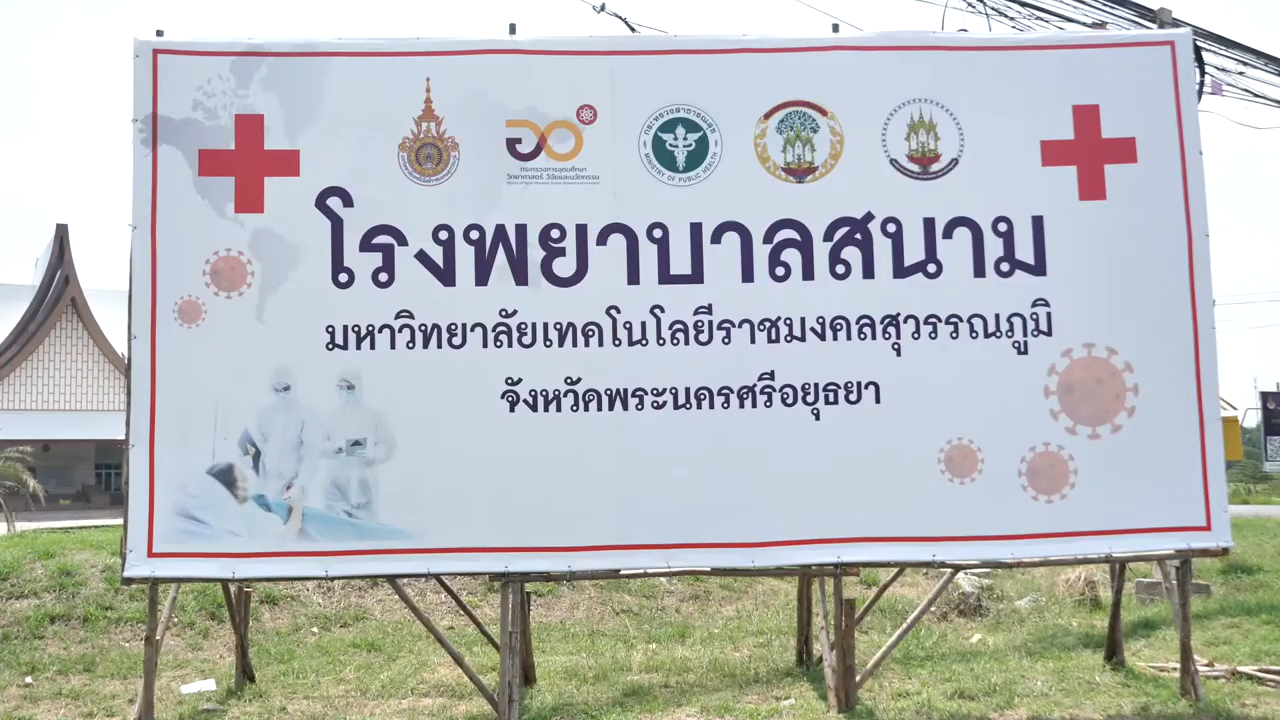 กระทรวงการอุดมศึกษา
วิทยาศาสตร์ วิจัยและนวัตกรรม
กระทรวงสาธารณสุข
MINISTRY OF PUBLIC HEALTH
โรงพยาบาลสนาม
มหาวิทยาลัยเทคโนโลยีราชมงคลสุวรรณภูมิ
จังหวัดพระนครศรีอยุธยา